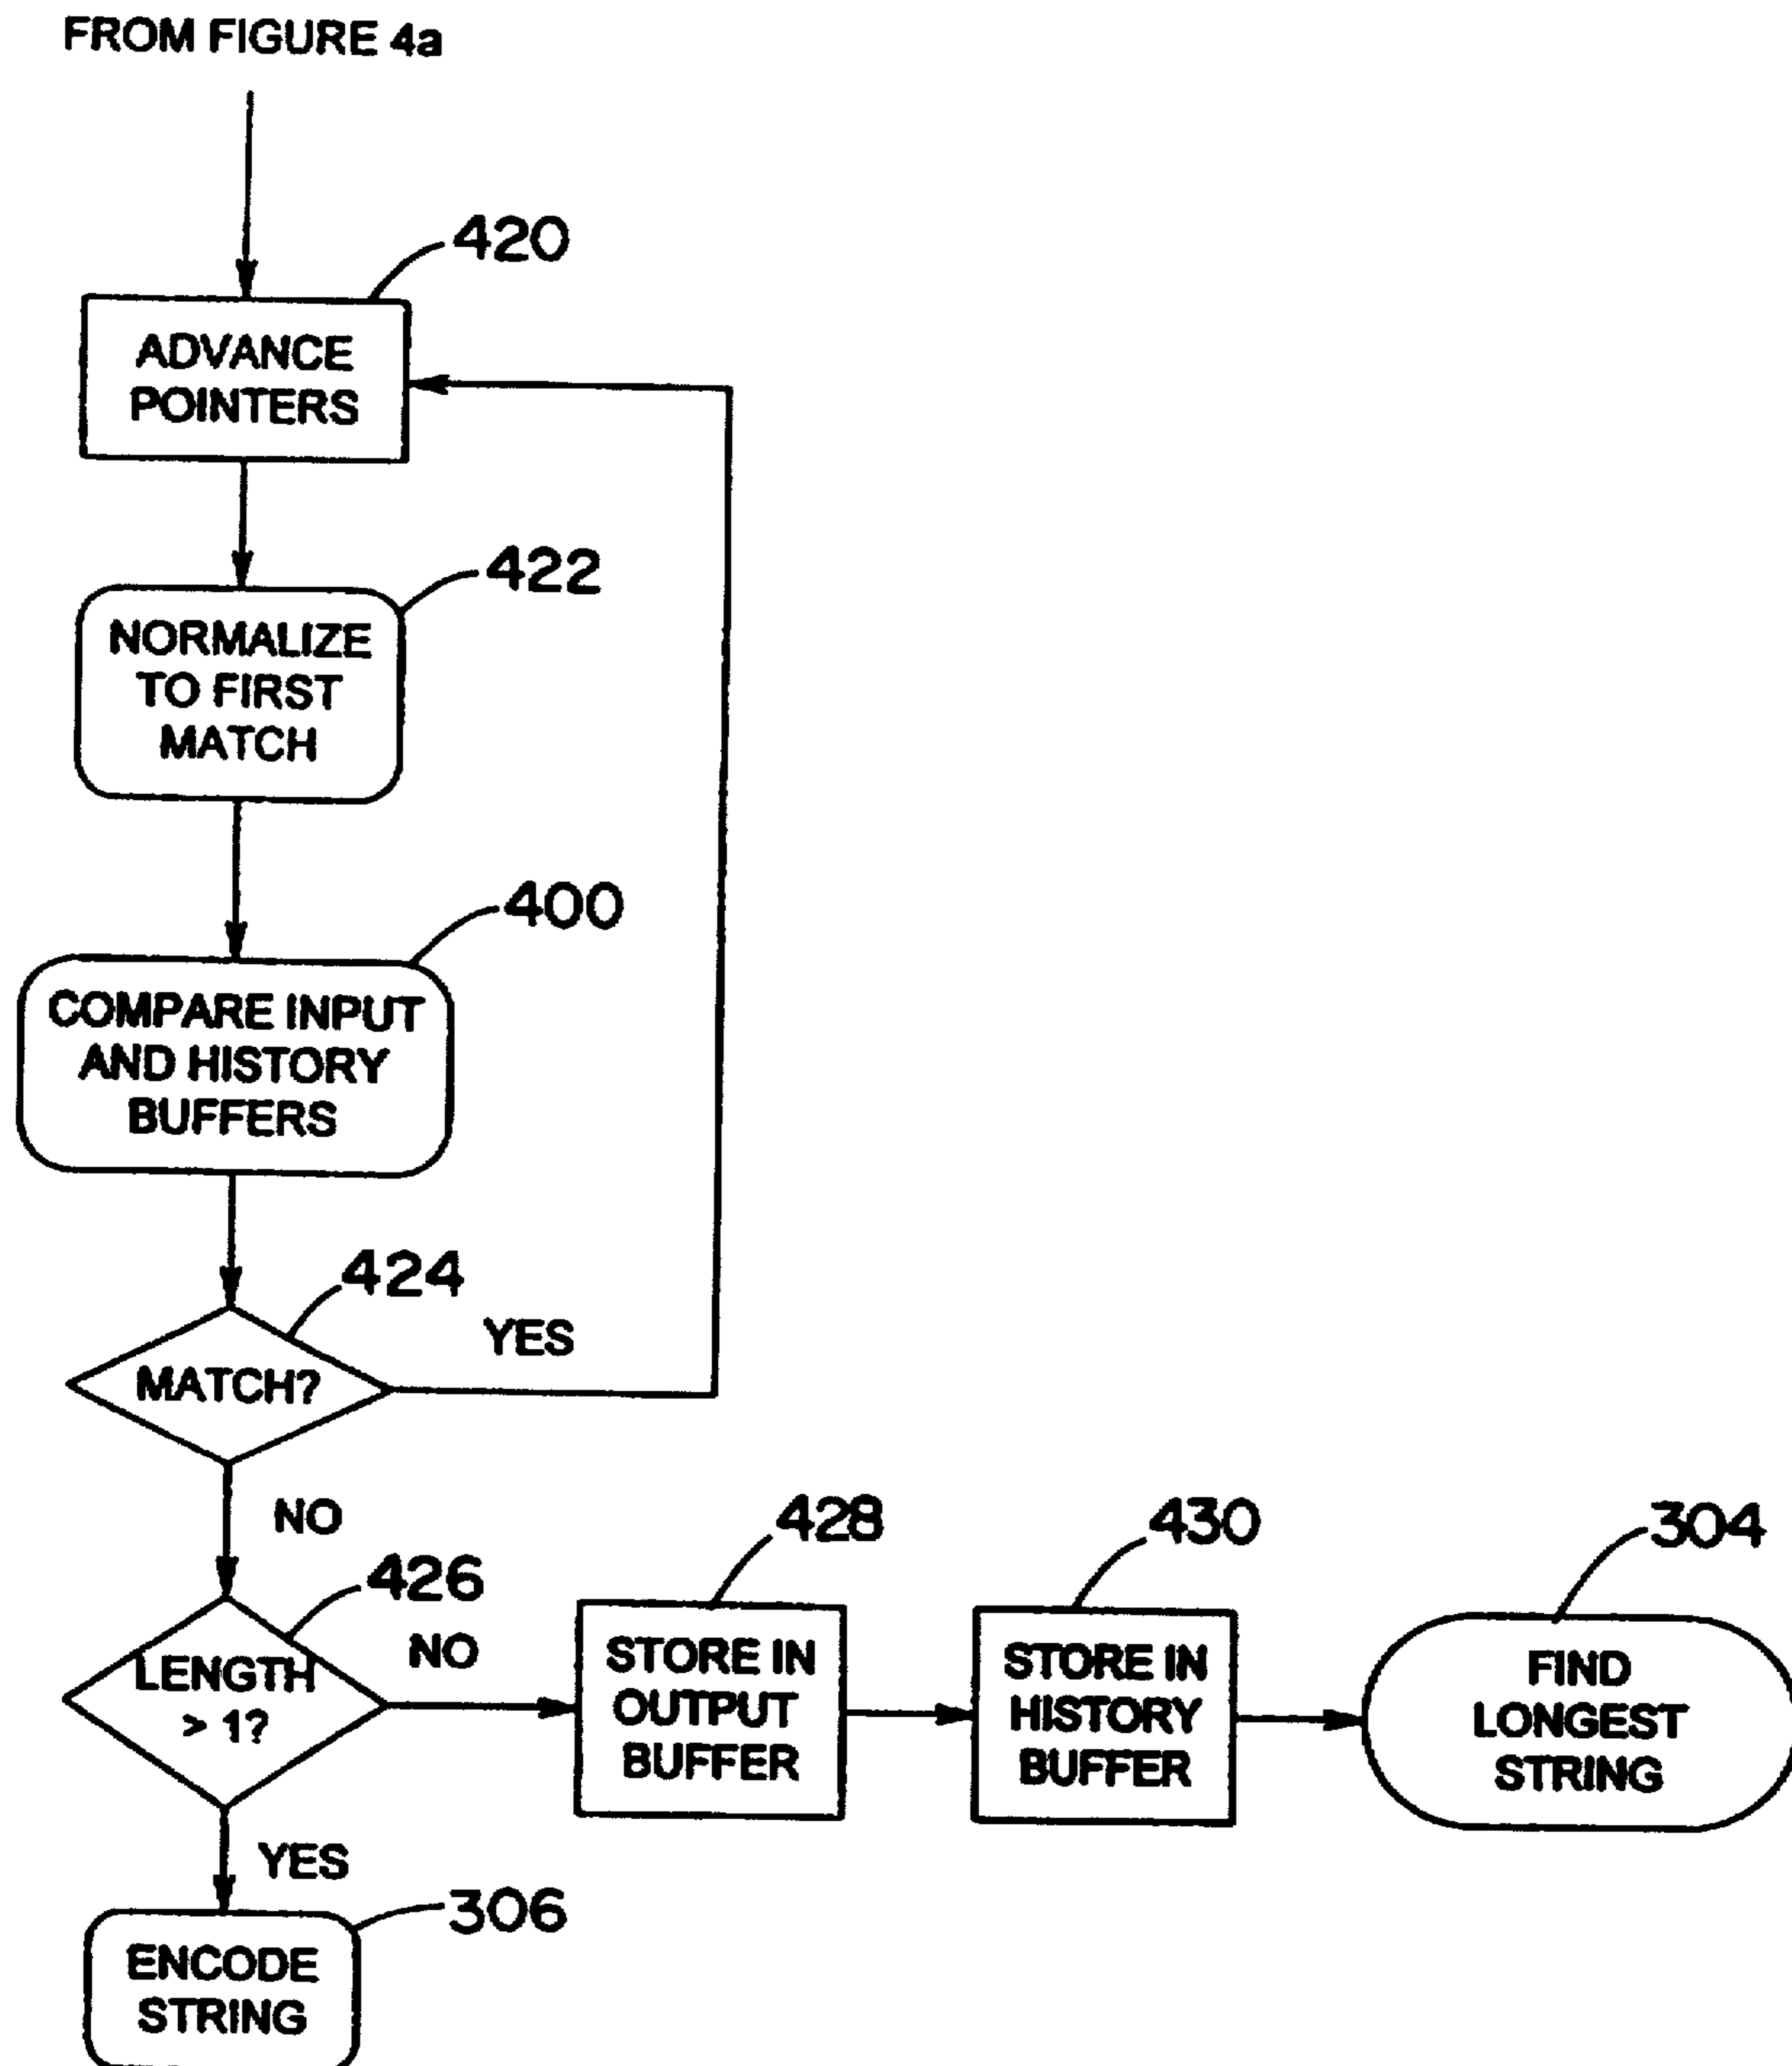 FROM FIGURE 4a
420
ADVANCE
POINTERS
422
NORMALIZE
TO FIRST
MATCH
400
COMPARE INPUT
AND HISTORY
BUFFERS
424
MATCH?
YES
NO
426
LENGTH
> 1?
NO
428
STORE IN
OUTPUT
BUFFER
430
STORE IN
HISTORY
BUFFER
304
FIND
LONGEST
STRING
YES
306
ENCODE
STRING